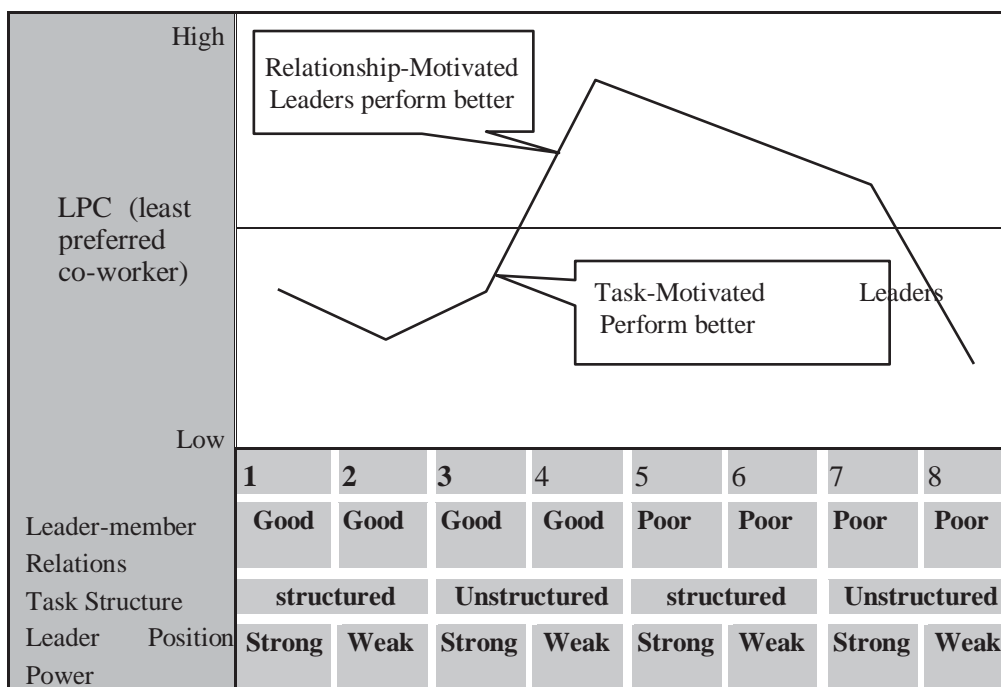 High
Relationship-Motivated
Leaders perform better
LPC (least
preferred
co-worker)
Task-Motivated Leaders
Perform better
Low
1 2 3 4 5 6 7 8
Leader-member
Relations
Good Good Good Good Poor Poor Poor Poor
Task Structure structured Unstructured structured Unstructured
Leader Position
Power
Strong Weak Strong Weak Strong Weak Strong Weak